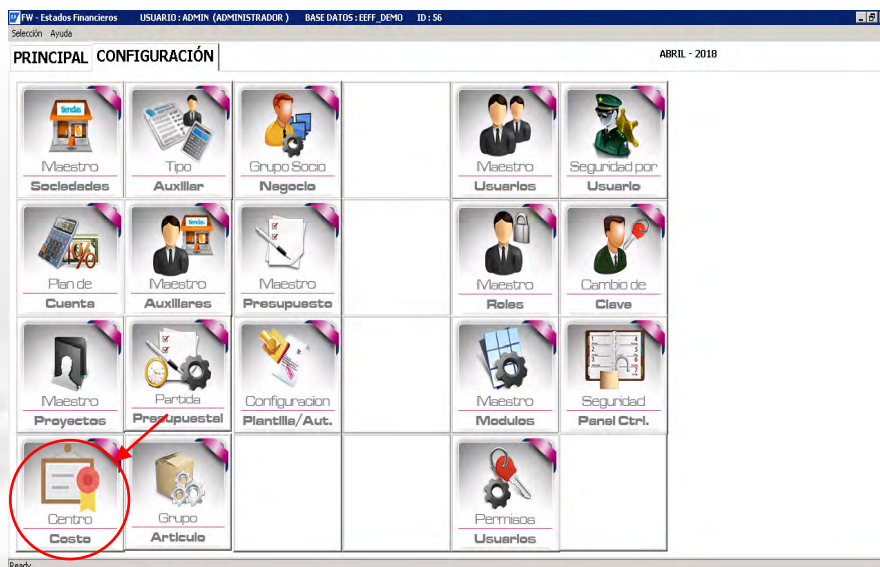 FW - Estados Financieros USUARIO : ADMIN (ADMINISTRADOR ) BASE DATOS : EEFF_DEMO ID : 56
Selección Ayuda
PRINCIPAL CONFIGURACIÓN ABRIL - 2018
tiendas
Maestro Tipo Grupo Socio Maestro Seguridad por
Sociedades Auxiliar Negocio Usuarios Usuario
tiendas
Plan de Maestro Maestro Maestro Cambio de
Cuenta Auxiliares Presupuesto Roles Clave
Maestro Partida Configuracion Maestro Seguridad
Proyectos Presupuestal Plantilla/Aut. Modulos Panel Ctrl.
Centro Grupo Permisos
Costo Articulo Usuarios
Ready